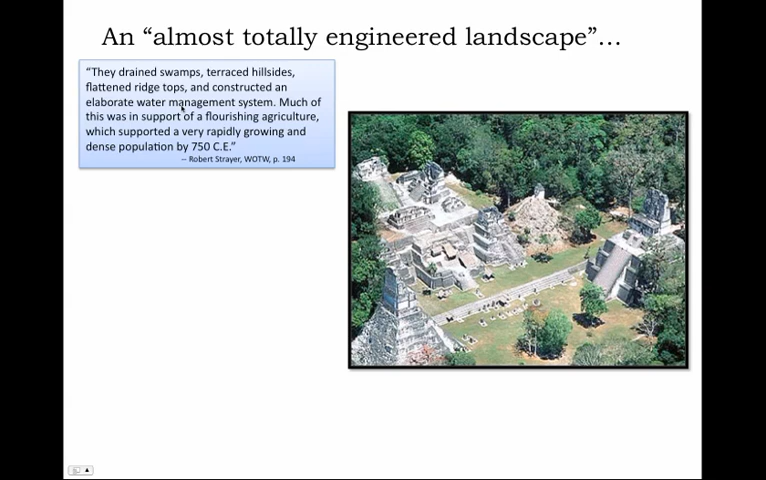 An “almost totally engineered landscape”…
“They drained swamps, terraced hillsides,
flattened ridge tops, and constructed an
elaborate water management system. Much of
this was in support of a flourishing agriculture,
which supported a very rapidly growing and
dense population by 750 C.E.”
– Robert Strayer, WOTW, p. 194